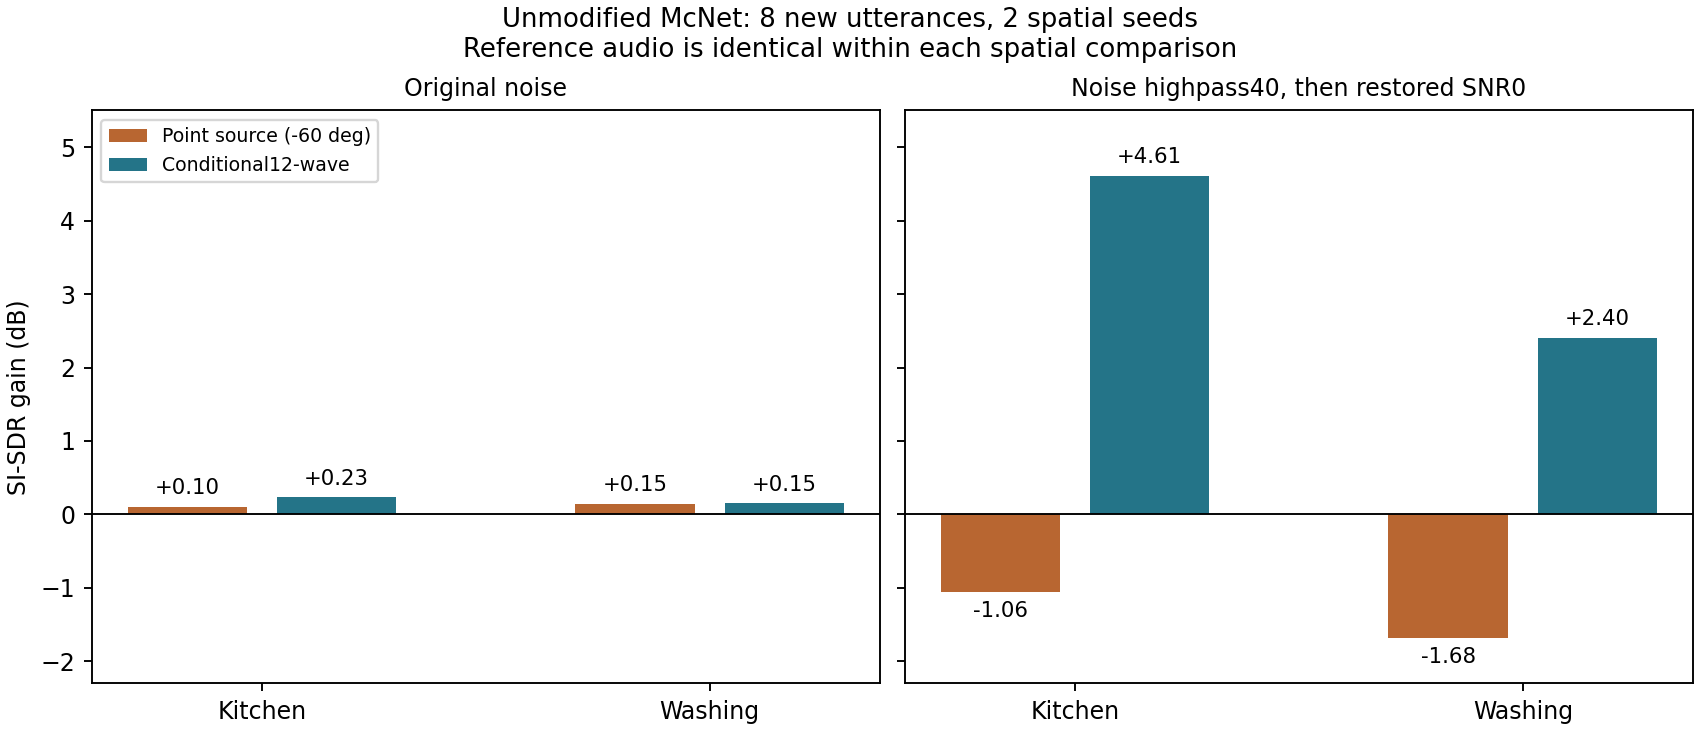 Unmodified McNet: 8 new utterances, 2 spatial seeds
Reference audio is identical within each spatial comparison
Original noise
Noise highpass40, then restored SNR0
Point source (-60 deg)
Conditional12-wave
SI-SDR gain (dB)
5
4
3
2
1
0
−1
−2
+0.10
+0.23
+0.15
+0.15
-1.06
+4.61
-1.68
+2.40
Kitchen
Washing
Kitchen
Washing